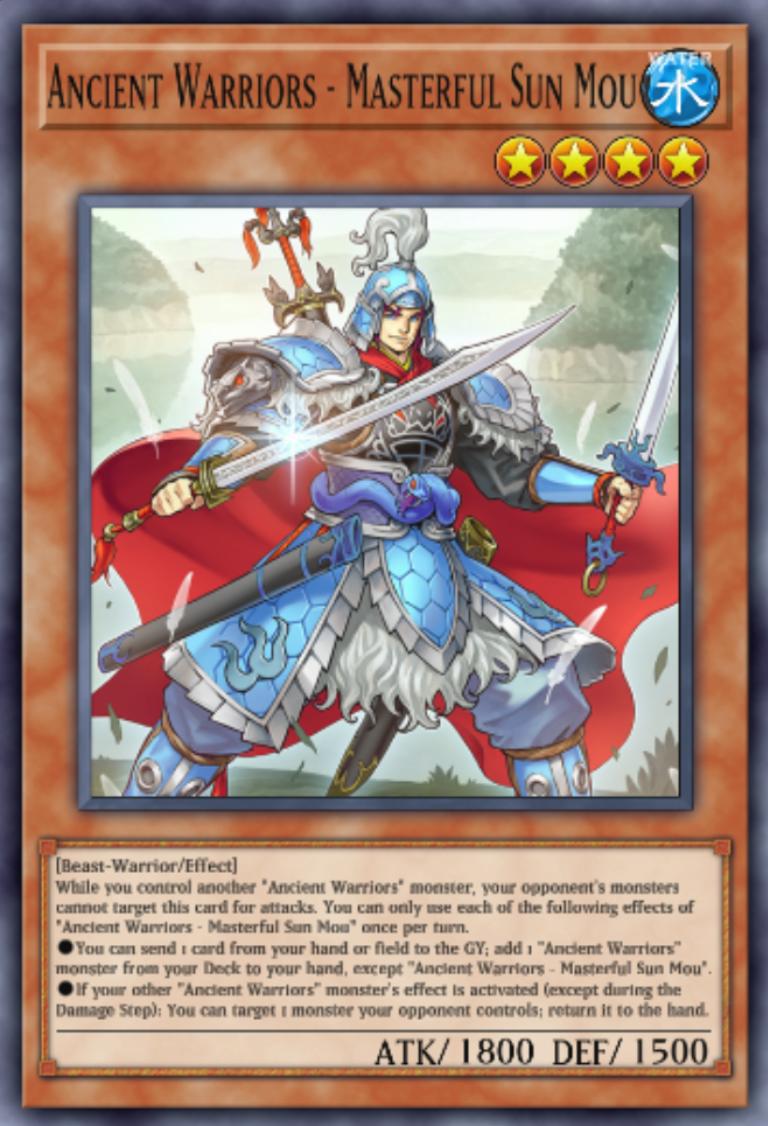 Ancient Warriors - Masterful Sun Mou
WATER
水
[Beast-Warrior/Effect]
While you control another "Ancient Warriors" monster, your opponent's monsters
cannot target this card for attacks. You can only use each of the following effects of
"Ancient Warriors - Masterful Sun Mou" once per turn.
●You can send 1 card from your hand or field to the GY; add 1 "Ancient Warriors"
monster from your Deck to your hand, except "Ancient Warriors - Masterful Sun Mou".
●If your other "Ancient Warriors" monster's effect is activated (except during the
Damage Step): You can target 1 monster your opponent controls; return it to the hand.
ATK/ 1800 DEF/ 1500